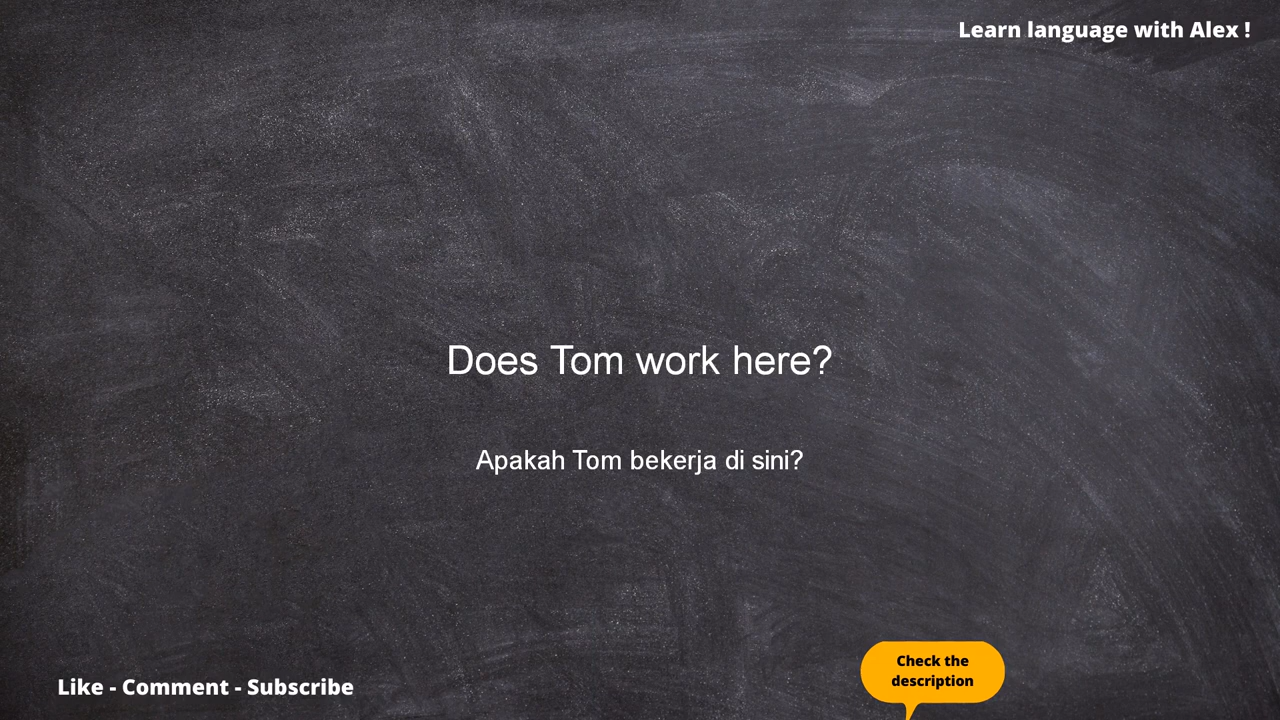 Learn language with Alex !
Does Tom work here?
Apakah Tom bekerja di sini?
Check the
description
Like - Comment - Subscribe